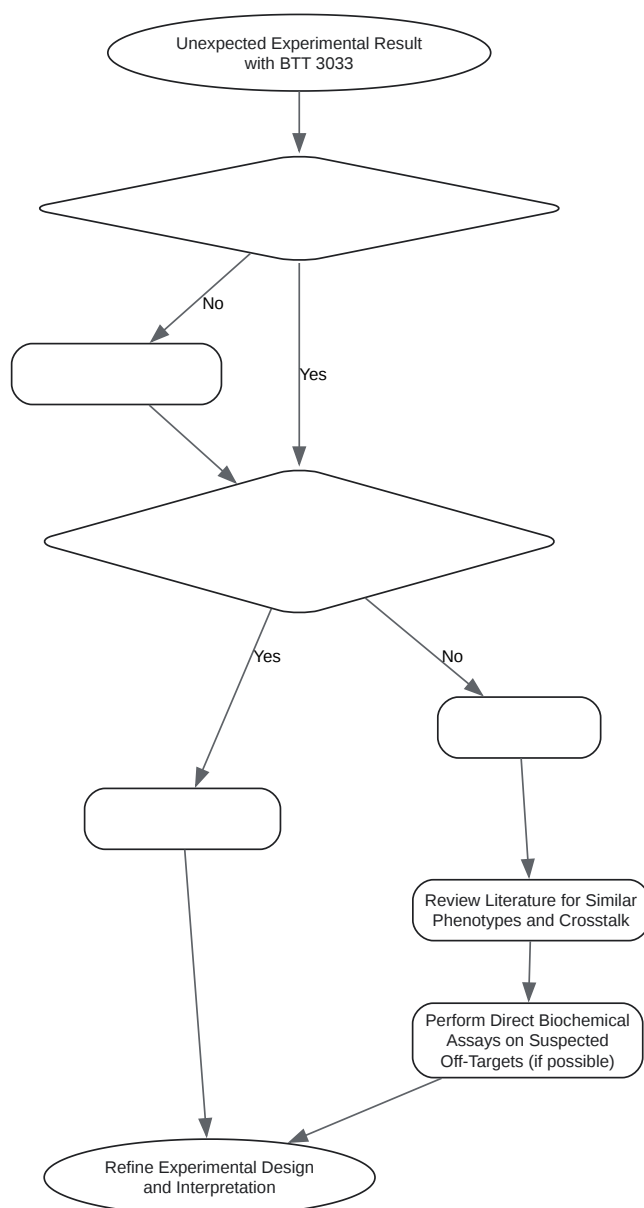 Unexpected Experimental Result
with BTT 3033
No
Yes
Yes
No
Review Literature for Similar
Phenotypes and Crosstalk
Perform Direct Biochemical
Assays on Suspected
Off-Targets (if possible)
Refine Experimental Design
and Interpretation